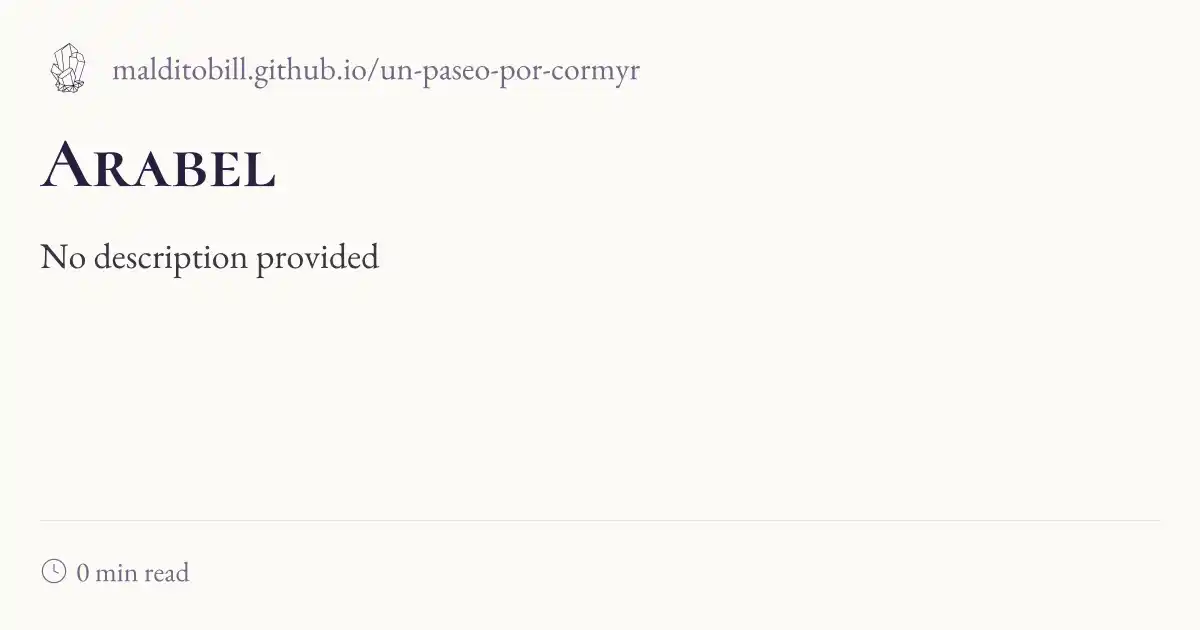 malditobill.github.io/un-paseo-por-cormyr
Arabel
No description provided
0 min read